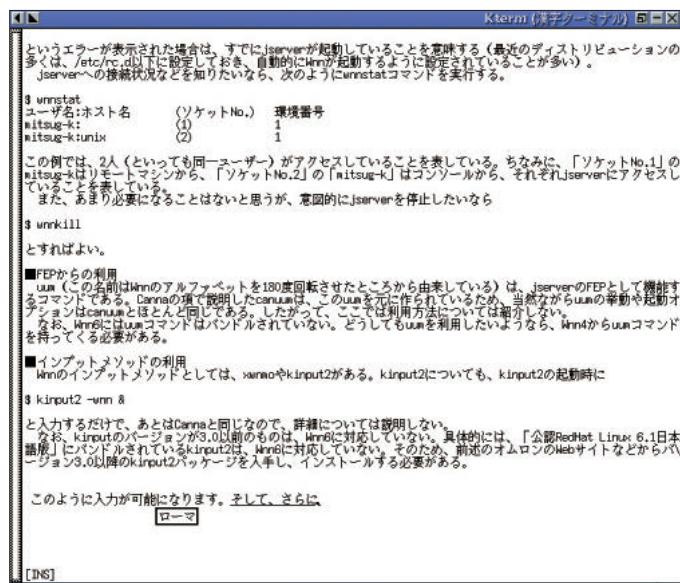 Kterm (漢字ターミナル)
というエラーが表示された場合は、すでにjserverが起動していることを意味する（最近のディストリビューションの
多くは、/etc/rc.d以下に設定しておき、自動的にWnnが起動するように設定されていることが多い）。
jserverへの接続状況などを知りたいなら、次のようにwnnstatコマンドを実行する。
$ wnnstat
ユーザ名:ホスト名 (ソケットNo.) 環境番号
mitsug-k: (1) 1
mitsug-k:unix (2) 1
この例では、2人（といっても同一ユーザー）がアクセスしていることを表している。ちなみに、「ソケットNo.1」の
mitsug-kはリモートマシンから、「ソケットNo.2」の「mitsug-k」はコンソールから、それぞれjserverにアクセスし
ていることを表している。
また、あまり必要になることはないと思うが、意図的にjserverを停止したいなら
$ wnnkill
とすればよい。
■FEPからの利用
uum（この名前はWnnのアルファベットを180度回転させたところから由来している）は、jserverのFEPとして機能す
るコマンドである。Cannaの項で説明したcanuumは、このuumを元に作られているため、当然ながらuumの挙動や起動オ
プションはcanuumとほとんど同じである。したがって、ここでは利用方法については紹介しない。
なお、Wnn6にはuumコマンドはバンドルされていない。どうしてもuumを利用したいようなら、Wnn4からuumコマンド
を持ってくる必要がある。
■インプットメソッドの利用
Wnnのインプットメソッドとしては、xwnmoやkinput2がある。kinput2についても、kinput2の起動時に
$ kinput2 -wnn &
と入力するだけで、あとはCannaと同じなので、詳細については説明しない。
なお、kinputのバージョンが3.0以前のものは、Wnn6に対応していない。具体的には、「公認RedHat Linux 6.1日本
語版」にバンドルされているkinput2は、Wnn6に対応していない。そのため、前述のオムロンのWebサイトなどからバ
ージョン3.0以降のkinput2パッケージを入手し、インストールする必要がある。
このように入力が可能になります。そして、さらに
ローマ
[INS]